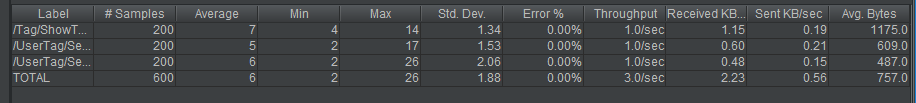 Label # Samples Average Min Max Std. Dev. Error % Throughput Received KB... Sent KB/sec Avg. Bytes
/Tag/ShowT... 200 7 4 14 1.34 0.00% 1.0/sec 1.15 0.19 1175.0
/UserTag/Se... 200 5 2 17 1.53 0.00% 1.0/sec 0.60 0.21 609.0
/UserTag/Se... 200 6 2 26 2.06 0.00% 1.0/sec 0.48 0.15 487.0
TOTAL 600 6 2 26 1.88 0.00% 3.0/sec 2.23 0.56 757.0